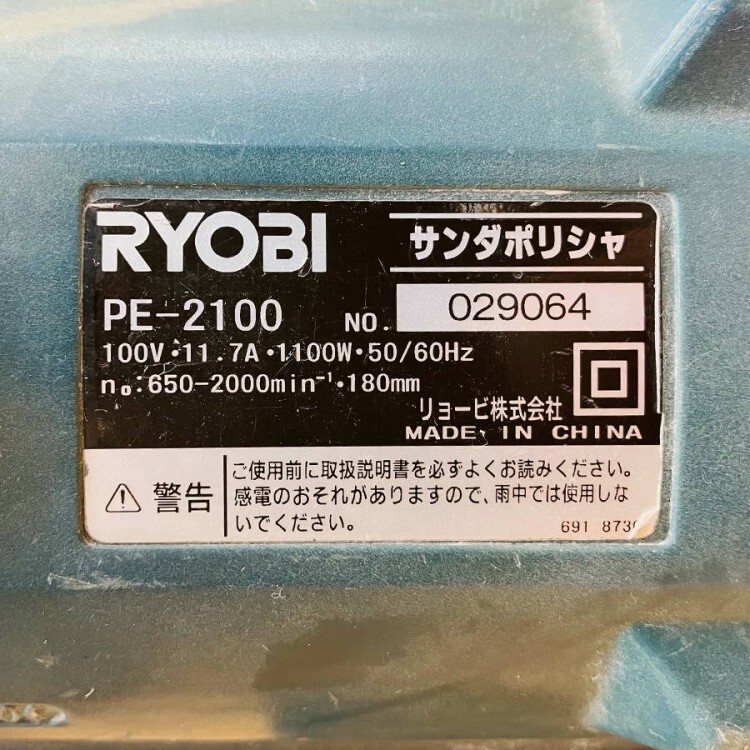 RYOBI サンダポリシャ
PE-2100 NO. 029064
100V・11.7A・1100W・50/60Hz
n₀:650-2000min⁻¹・180mm
リョービ株式会社
MADE IN CHINA
警告
ご使用前に取扱説明書を必ずよくお読みください。
感電のおそれがありますので、雨中では使用しな
いでください。
691